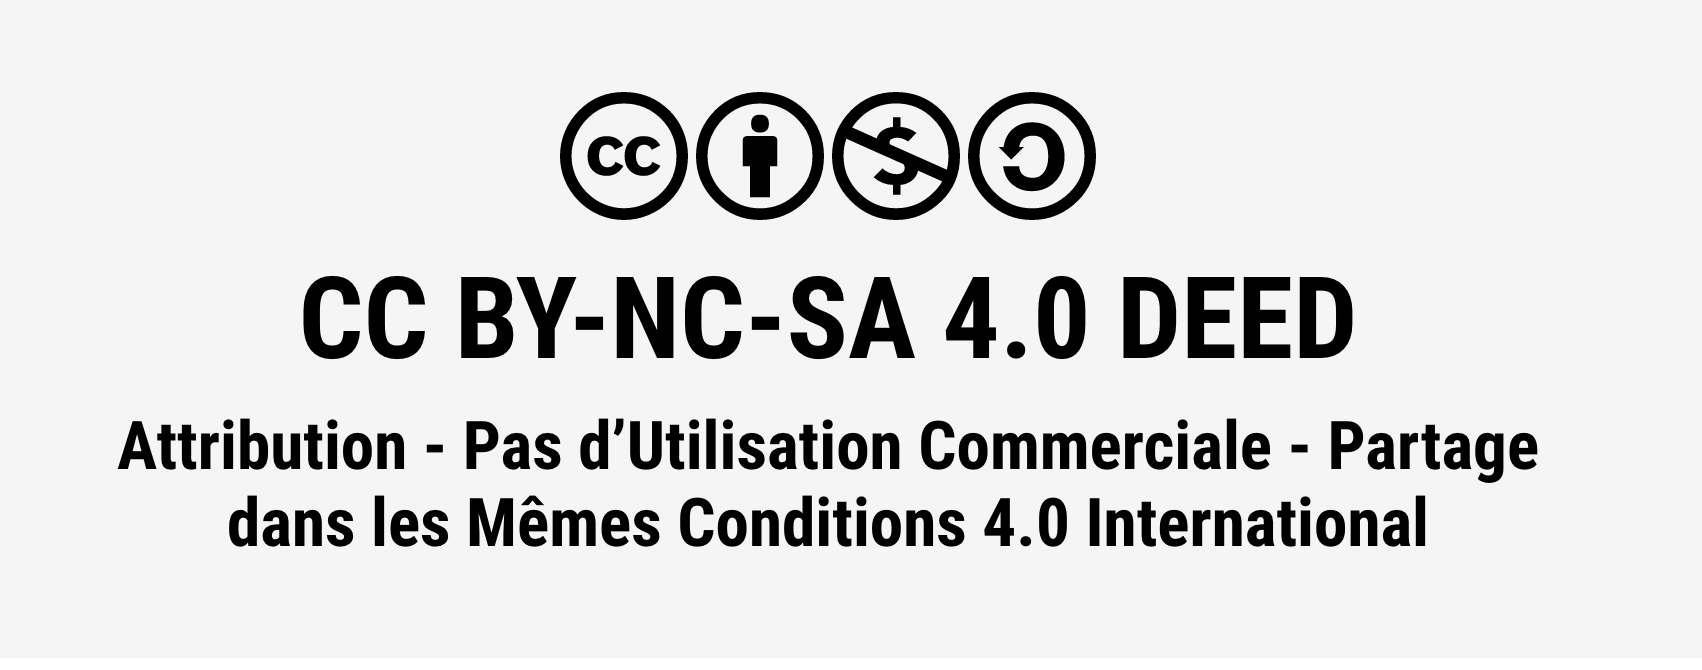 cc
CC BY-NC-SA 4.0 DEED
Attribution - Pas d’Utilisation Commerciale - Partage
dans les Mêmes Conditions 4.0 International